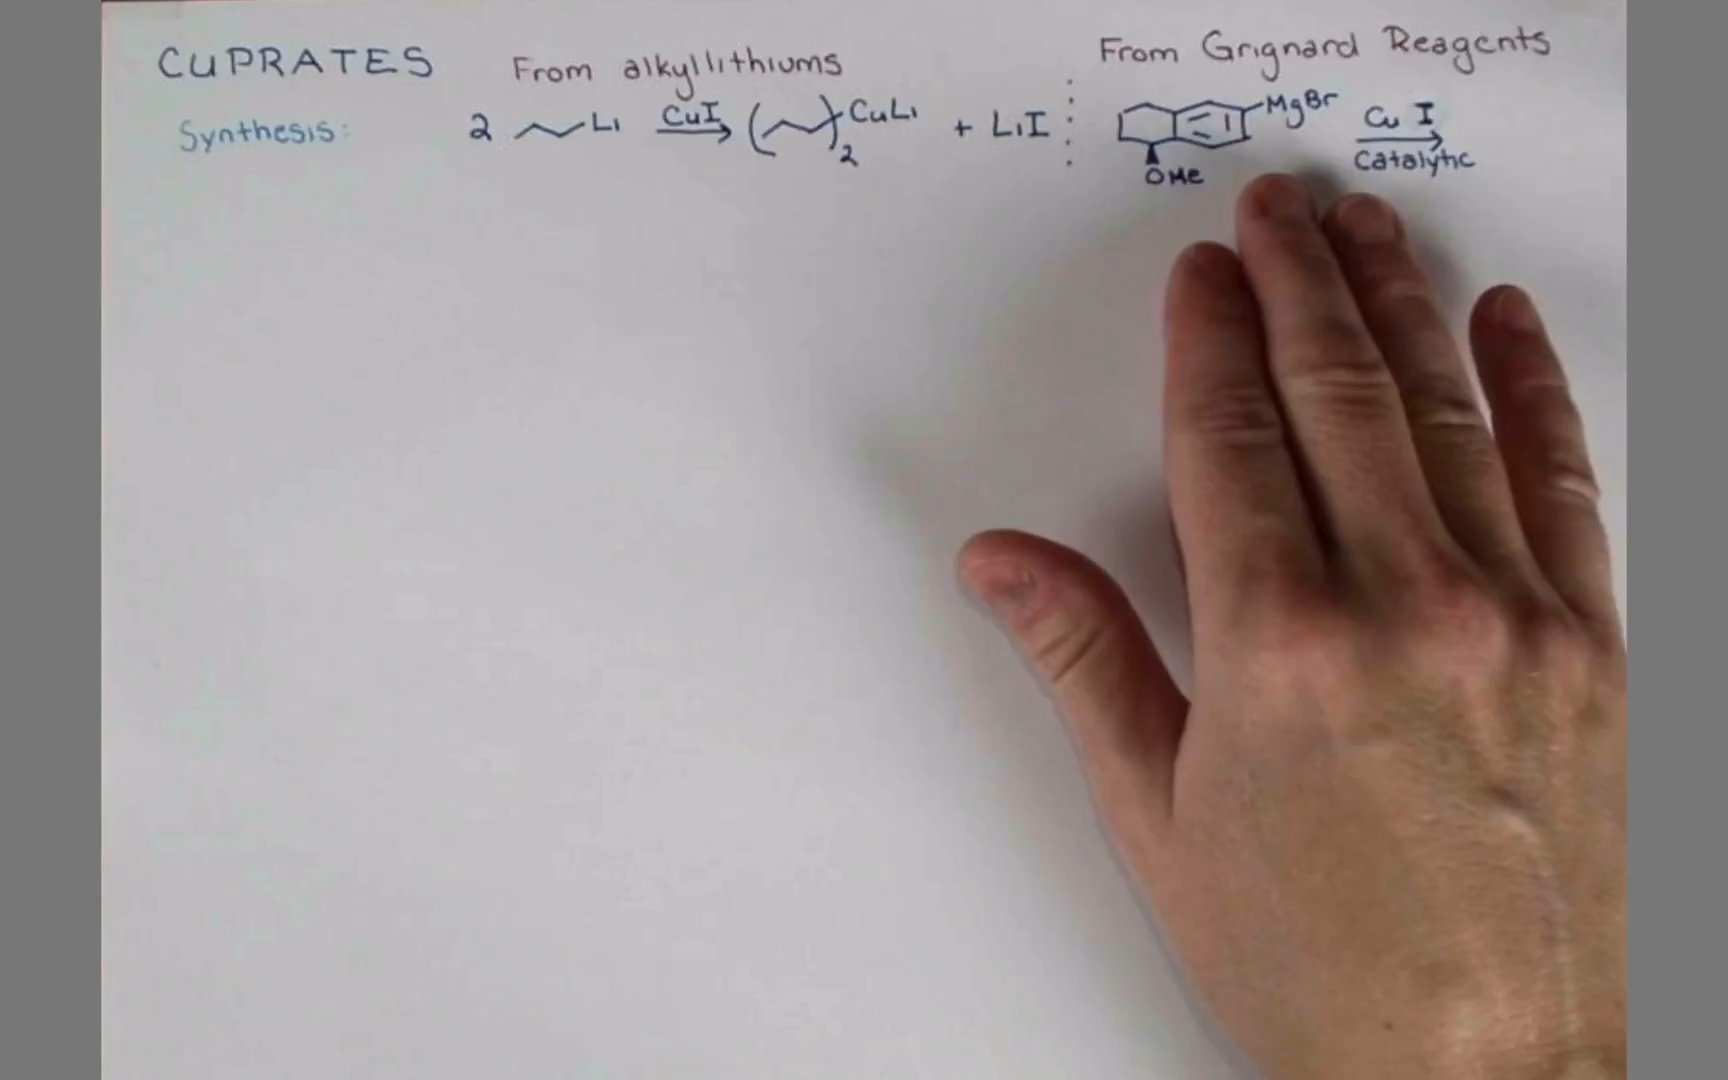 CUPRATES From alkyllithiums From Grignard Reagents
Synthesis: 2 Li CuI CuLi 2 + LiI MgBr Cu I
Catalytic
OMe